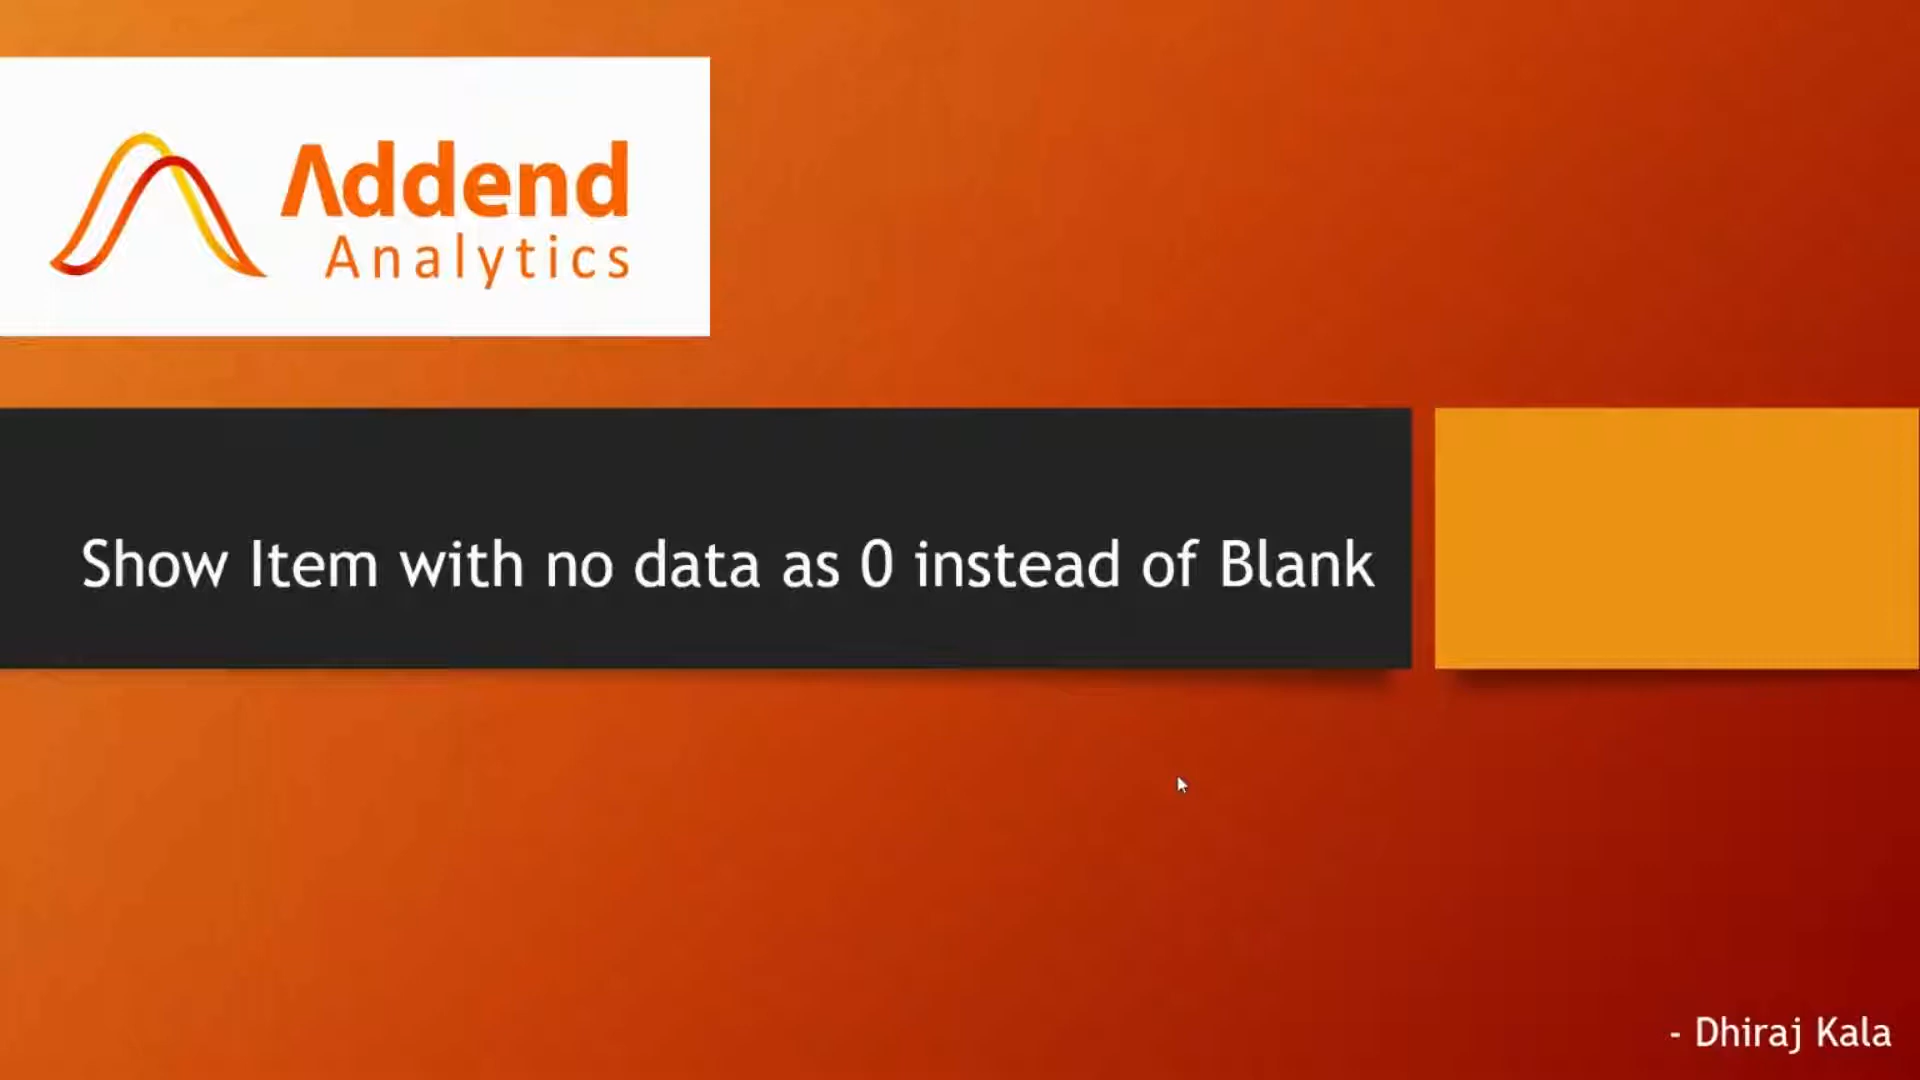 Addend
Analytics
Show Item with no data as 0 instead of Blank
- Dhiraj Kala